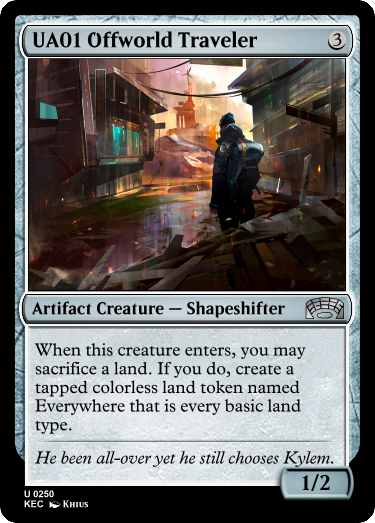 UA01 Offworld Traveler 3
Artifact Creature — Shapeshifter
When this creature enters, you may
sacrifice a land. If you do, create a
tapped colorless land token named
Everywhere that is every basic land
type.
He been all-over yet he still chooses Kylem.
1/2
U 0250
KEC Khius